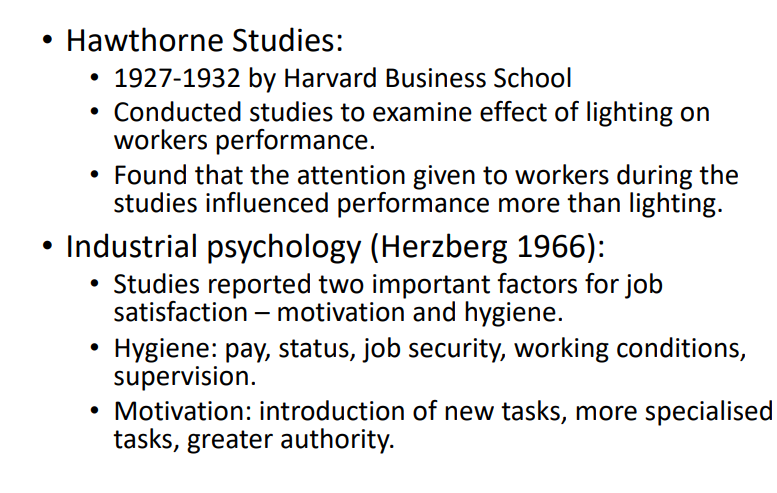 • Hawthorne Studies:
• 1927-1932 by Harvard Business School
• Conducted studies to examine effect of lighting on
workers performance.
• Found that the attention given to workers during the
studies influenced performance more than lighting.
• Industrial psychology (Herzberg 1966):
• Studies reported two important factors for job
satisfaction – motivation and hygiene.
• Hygiene: pay, status, job security, working conditions,
supervision.
• Motivation: introduction of new tasks, more specialised
tasks, greater authority.